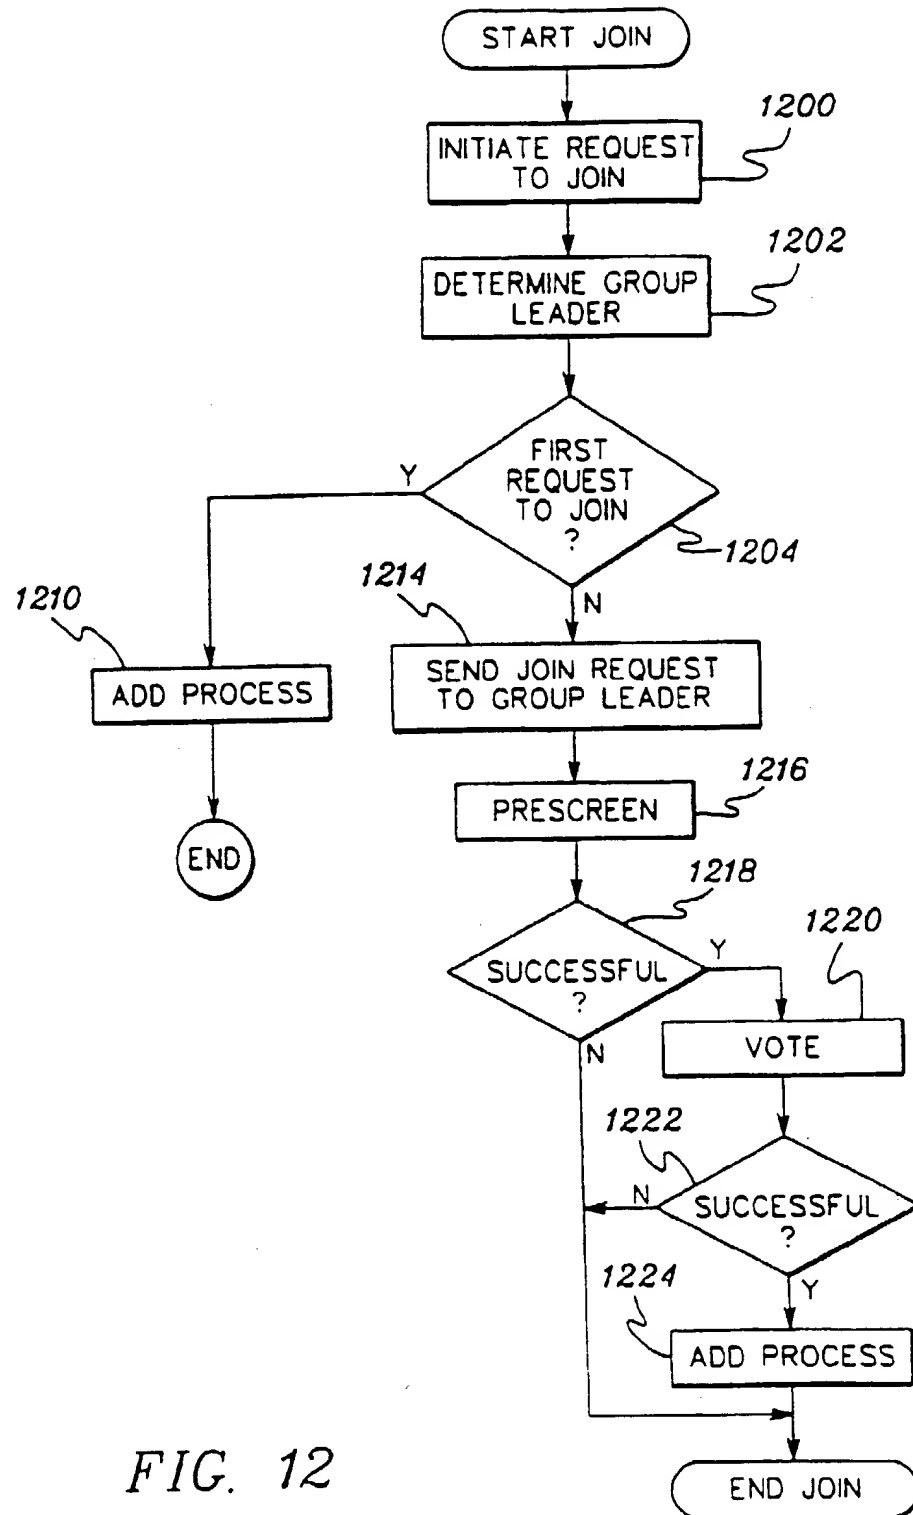 START JOIN
1200
INITIATE REQUEST
TO JOIN
1202
DETERMINE GROUP
LEADER
FIRST
REQUEST
TO JOIN
?
Y
1204
N
1210
ADD PROCESS
END
1214
SEND JOIN REQUEST
TO GROUP LEADER
1216
PRESCREEN
1218
SUCCESSFUL
?
Y
N
1220
VOTE
1222
SUCCESSFUL
?
N
Y
1224
ADD PROCESS
END JOIN
FIG. 12